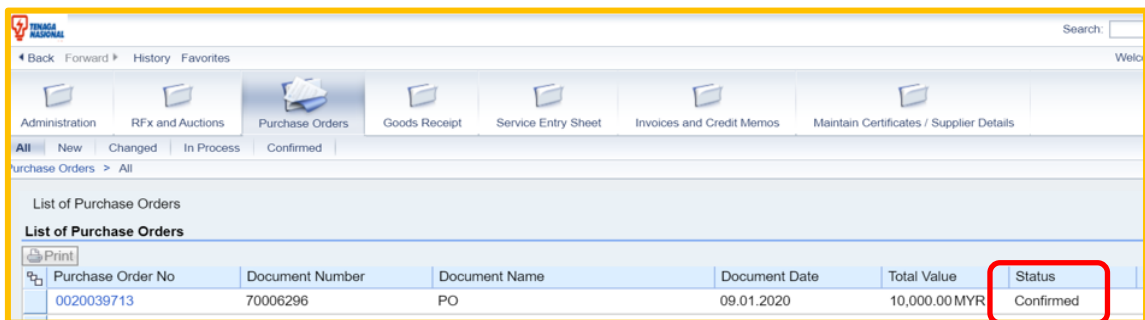 TENAGA
NASIONAL
Search:
Back Forward History Favorites
Administration RFx and Auctions Purchase Orders Goods Receipt Service Entry Sheet Invoices and Credit Memos Maintain Certificates / Supplier Details
All New Changed In Process Confirmed
Purchase Orders > All
List of Purchase Orders
List of Purchase Orders
Print
Purchase Order No Document Number Document Name Document Date Total Value Status
0020039713 70006296 PO 09.01.2020 10,000.00 MYR Confirmed